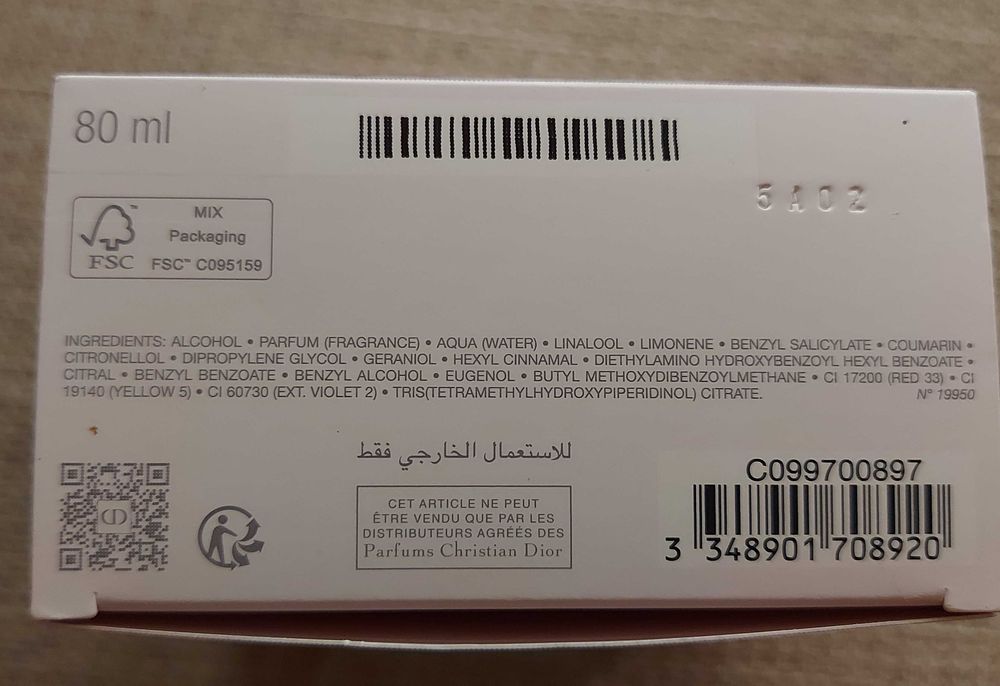 80 ml
5A02
MIX
Packaging
FSC™ C095159
FSC
INGREDIENTS: ALCOHOL • PARFUM (FRAGRANCE) • AQUA (WATER) • LINALOOL • LIMONENE • BENZYL SALICYLATE • COUMARIN •
CITRONELLOL • DIPROPYLENE GLYCOL • GERANIOL • HEXYL CINNAMAL • DIETHYLAMINO HYDROXYBENZOYL HEXYL BENZOATE •
CITRAL • BENZYL BENZOATE • BENZYL ALCOHOL • EUGENOL • BUTYL METHOXYDIBENZOYLMETHANE • CI 17200 (RED 33) • CI
19140 (YELLOW 5) • CI 60730 (EXT. VIOLET 2) • TRIS(TETRAMETHYLHYDROXYPIPERIDINOL) CITRATE. N° 19950
للاستعمال الخارجي فقط
CD
CET ARTICLE NE PEUT
ÊTRE VENDU QUE PAR LES
DISTRIBUTEURS AGRÉÉS DES
Parfums Christian Dior
C099700897
3 348901 708920